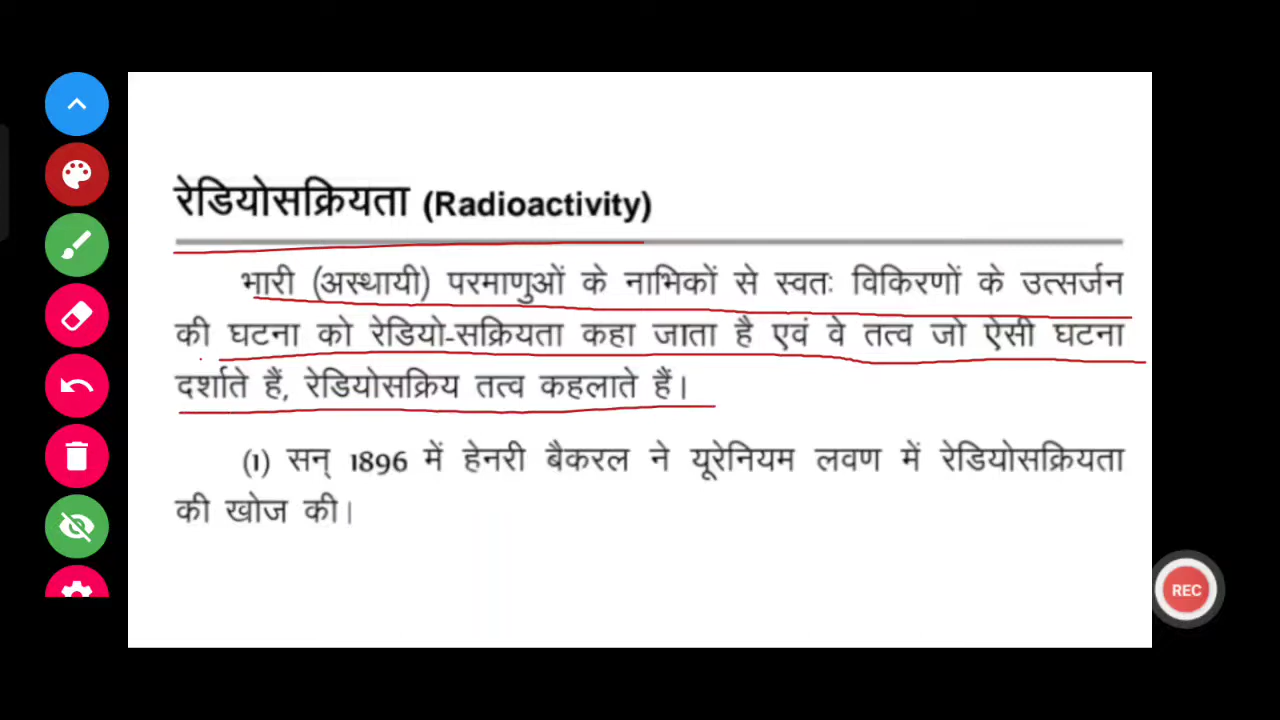 रेडियोसक्रियता (Radioactivity)
भारी (अस्थायी) परमाणुओं के नाभिकों से स्वतः विकिरणों के उत्सर्जन
की घटना को रेडियो-सक्रियता कहा जाता है एवं वे तत्व जो ऐसी घटना
दर्शाते हैं, रेडियोसक्रिय तत्व कहलाते हैं।
(1) सन् 1896 में हेनरी बैकरल ने यूरेनियम लवण में रेडियोसक्रियता
की खोज की।
REC